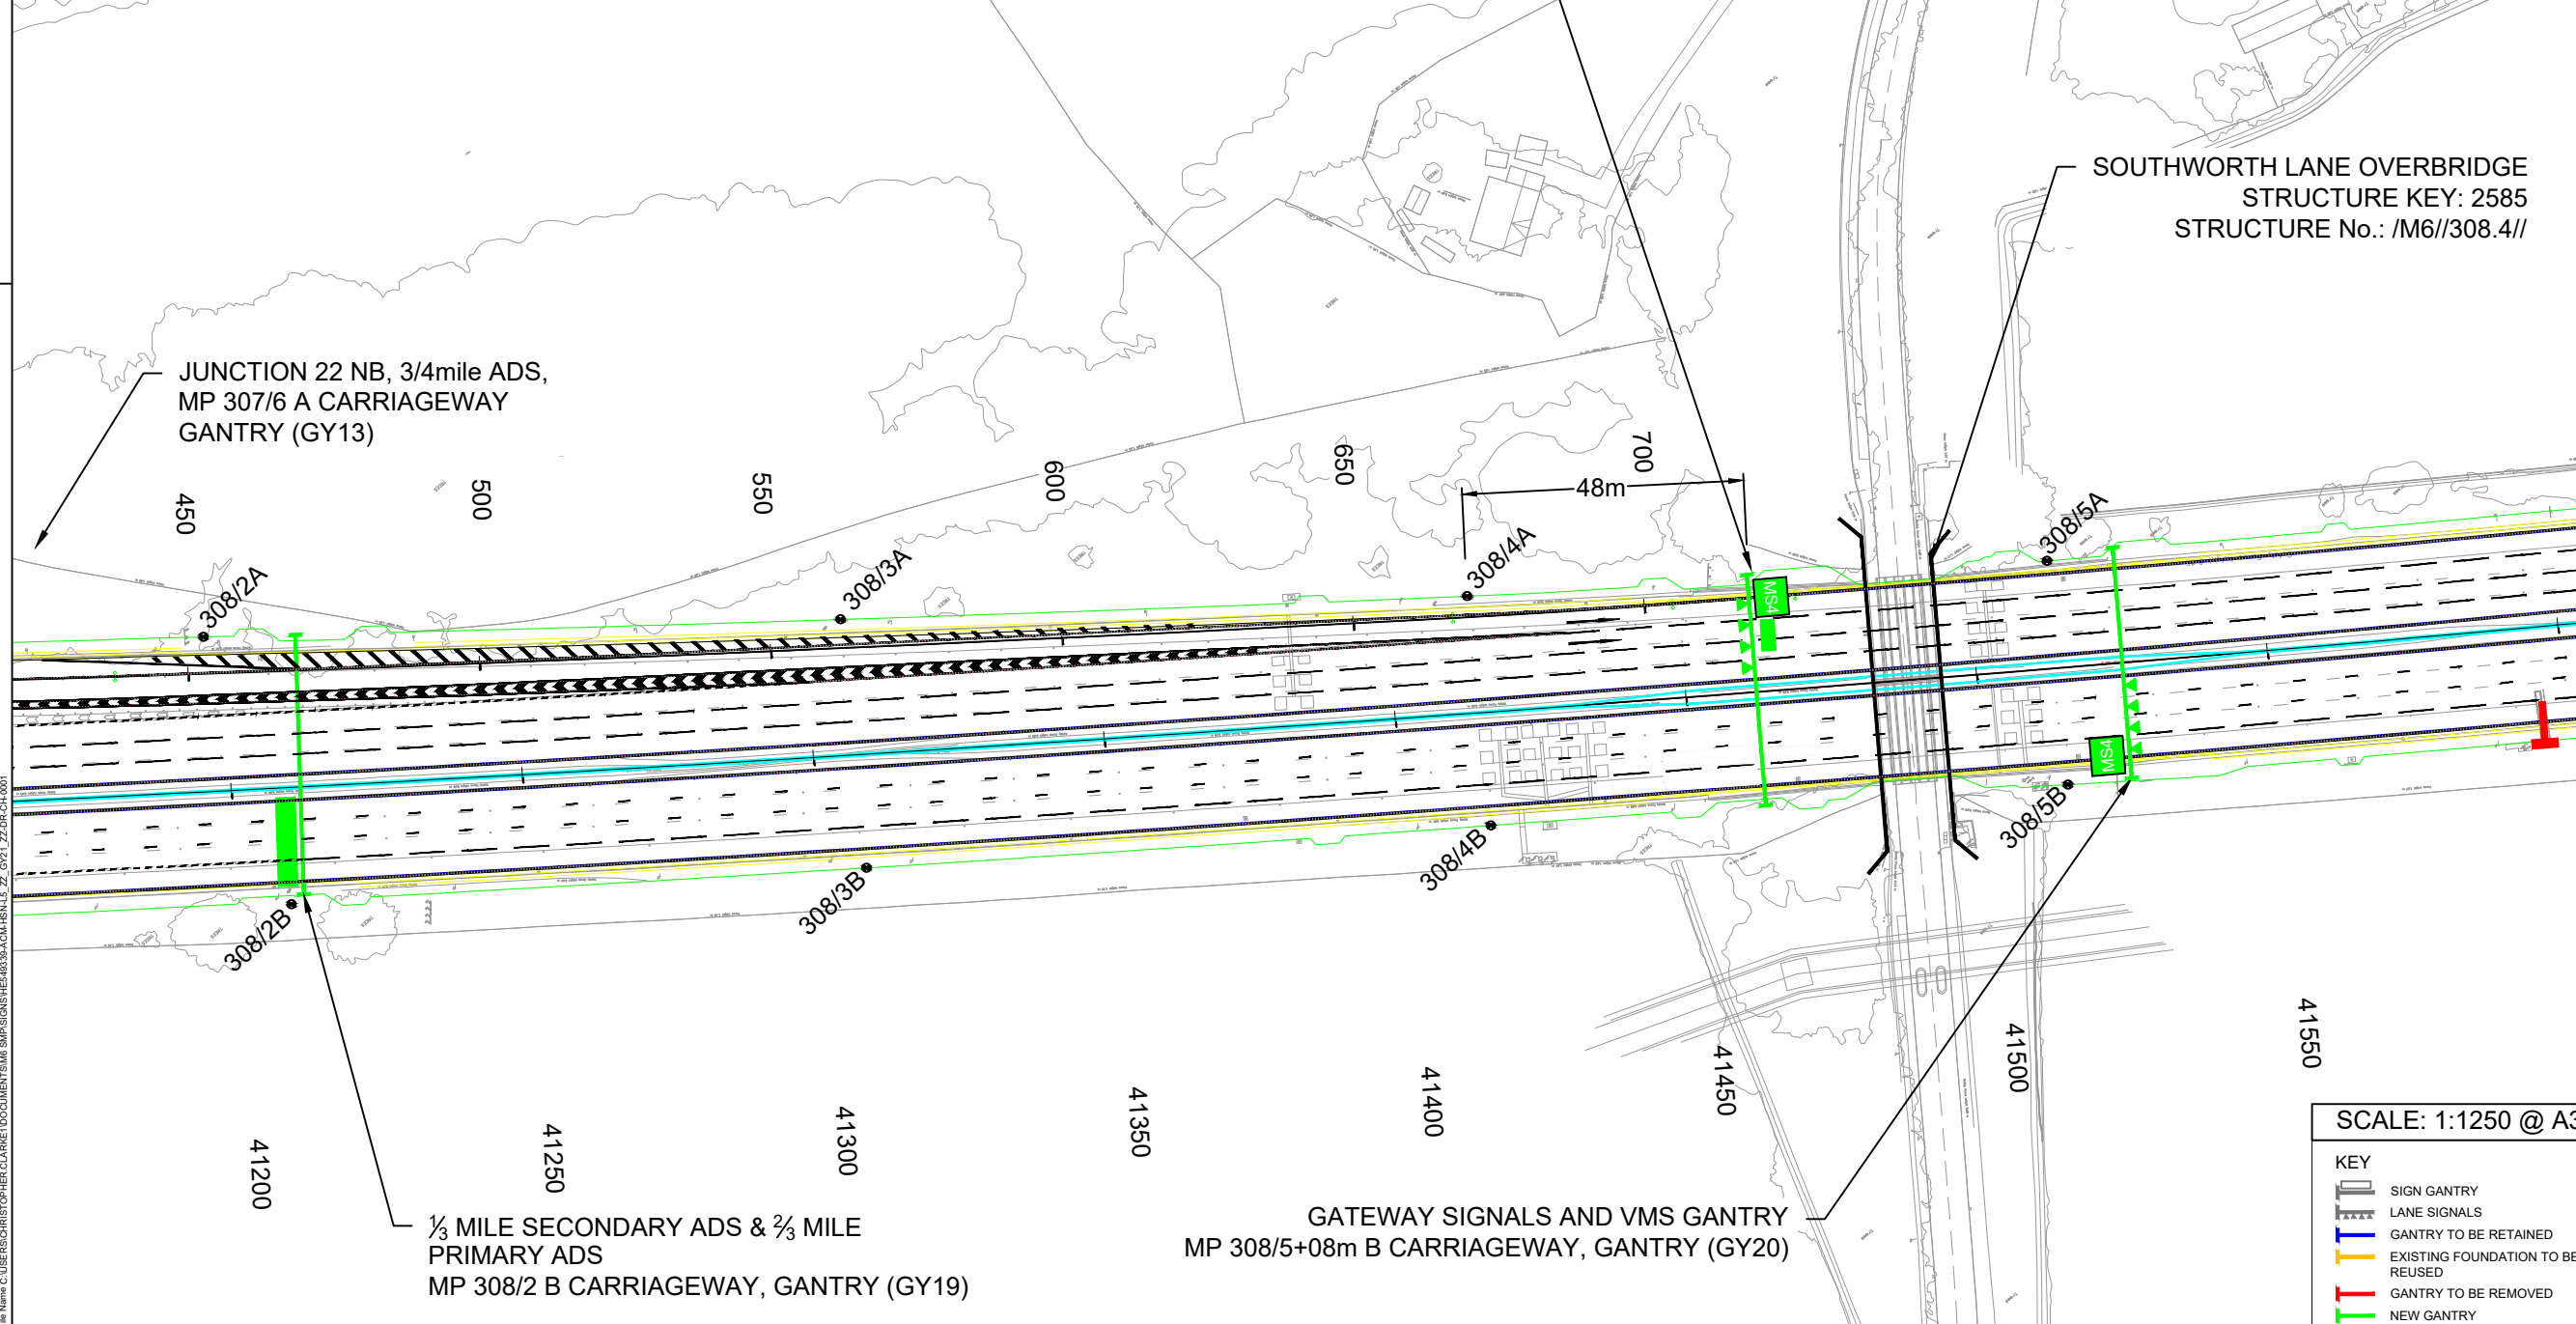 SOUTHWORTH LANE OVERBRIDGE
STRUCTURE KEY: 2585
STRUCTURE No.: /M6//308.4//
JUNCTION 22 NB, 3/4mile ADS,
MP 307/6 A CARRIAGEWAY
GANTRY (GY13)
450
500
550
600
650
700
48m
308/2A
308/3A
308/4A
308/5A
MS4
MS4
308/2B
308/3B
308/4B
308/5B
41200
41250
41300
41350
41400
41450
41500
41550
⅓ MILE SECONDARY ADS & ⅔ MILE
PRIMARY ADS
MP 308/2 B CARRIAGEWAY, GANTRY (GY19)
GATEWAY SIGNALS AND VMS GANTRY
MP 308/5+08m B CARRIAGEWAY, GANTRY (GY20)
SCALE: 1:1250 @ A3
KEY
SIGN GANTRY
LANE SIGNALS
GANTRY TO BE RETAINED
EXISTING FOUNDATION TO BE
REUSED
GANTRY TO BE REMOVED
NEW GANTRY